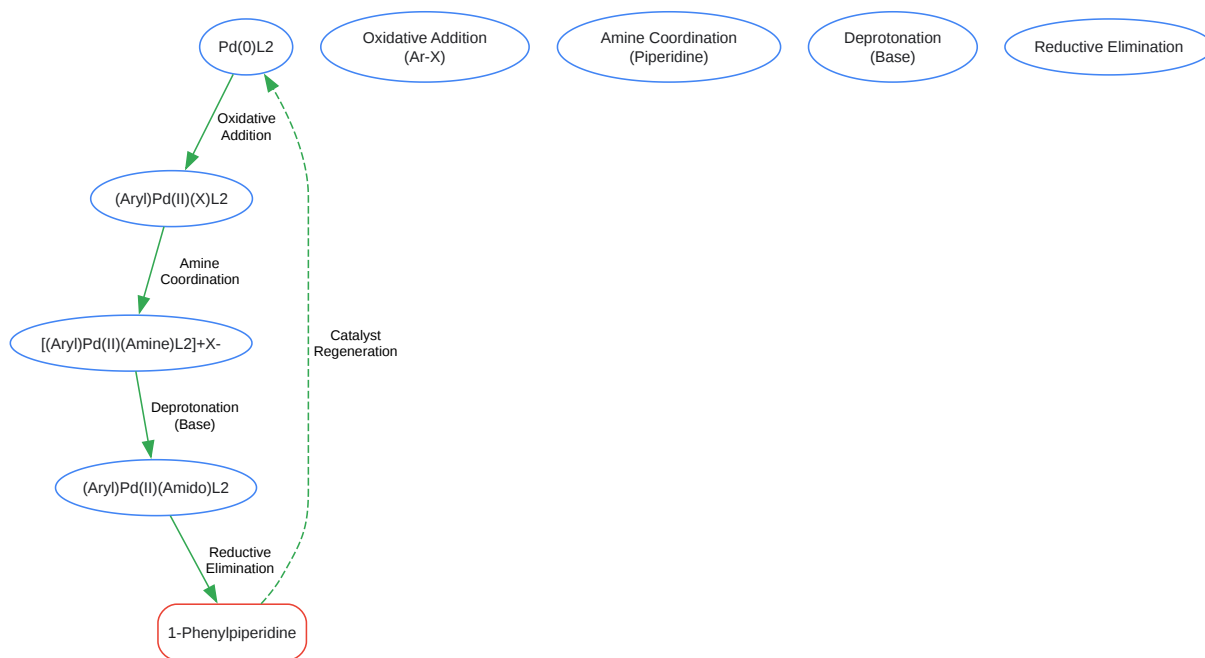 Pd(0)L2
Oxidative Addition
(Ar-X)
Amine Coordination
(Piperidine)
Deprotonation
(Base)
Reductive Elimination
Oxidative
Addition
(Aryl)Pd(II)(X)L2
Amine
Coordination
[(Aryl)Pd(II)(Amine)L2]+X-
Catalyst
Regeneration
Deprotonation
(Base)
(Aryl)Pd(II)(Amido)L2
Reductive
Elimination
1-Phenylpiperidine